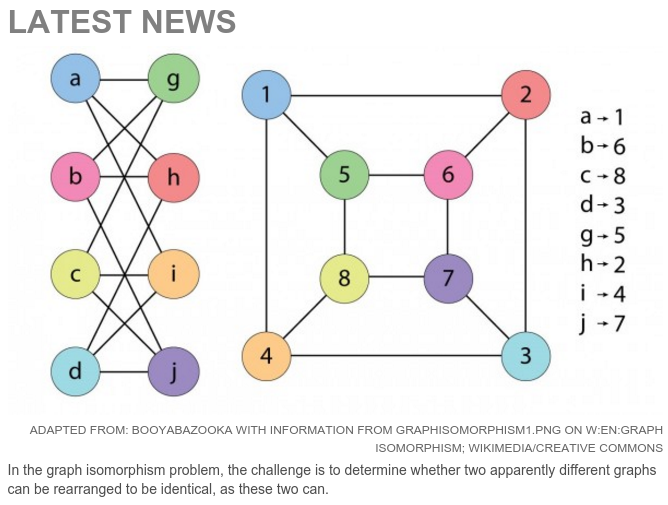 LATEST NEWS
a g
b h
c i
d j
1 2
5 6
8 7
4 3
a→1
b→6
c→8
d→3
g→5
h→2
i→4
j→7
ADAPTED FROM: BOOYABAZOOKA WITH INFORMATION FROM GRAPHISOMORPHISM1.PNG ON W:EN:GRAPH
ISOMORPHISM; WIKIMEDIA/CREATIVE COMMONS
In the graph isomorphism problem, the challenge is to determine whether two apparently different graphs
can be rearranged to be identical, as these two can.